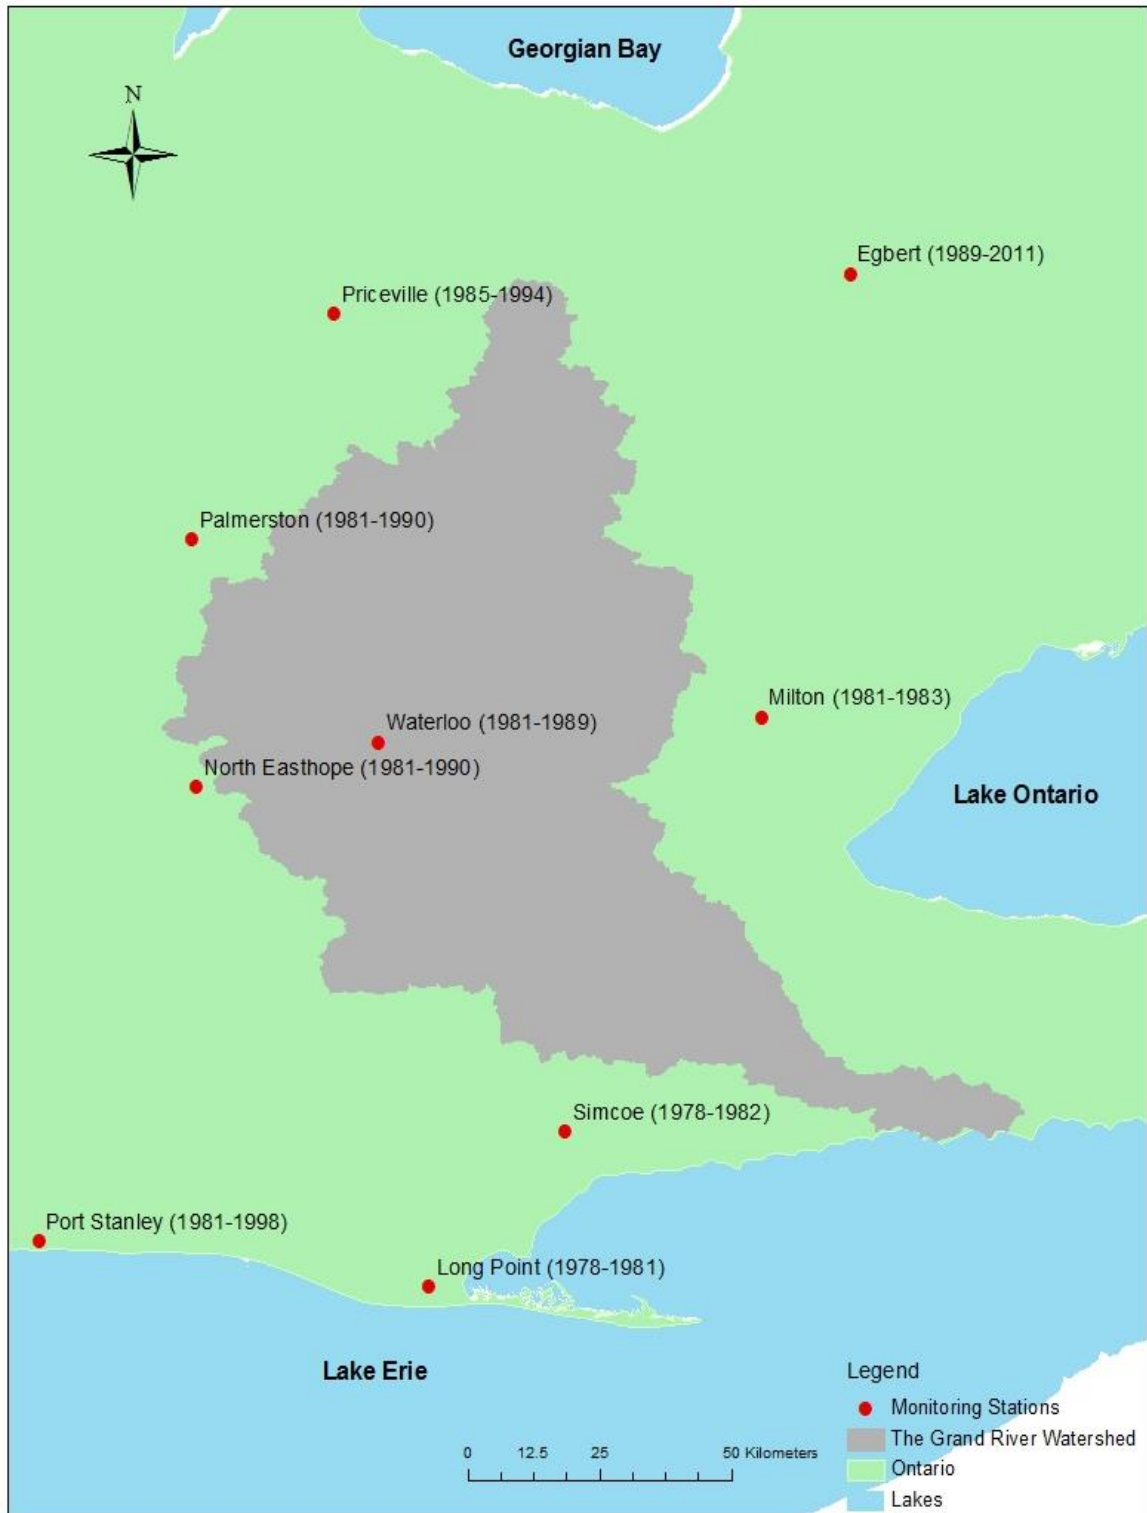 Georgian Bay
N
Egbert (1989-2011)
Priceville (1985-1994)
Palmerston (1981-1990)
Milton (1981-1983)
Waterloo (1981-1989)
North Easthope (1981-1990)
Lake Ontario
Simcoe (1978-1982)
Port Stanley (1981-1998)
Long Point (1978-1981)
Lake Erie
Legend
Monitoring Stations
The Grand River Watershed
Ontario
Lakes
0 12.5 25 50 Kilometers